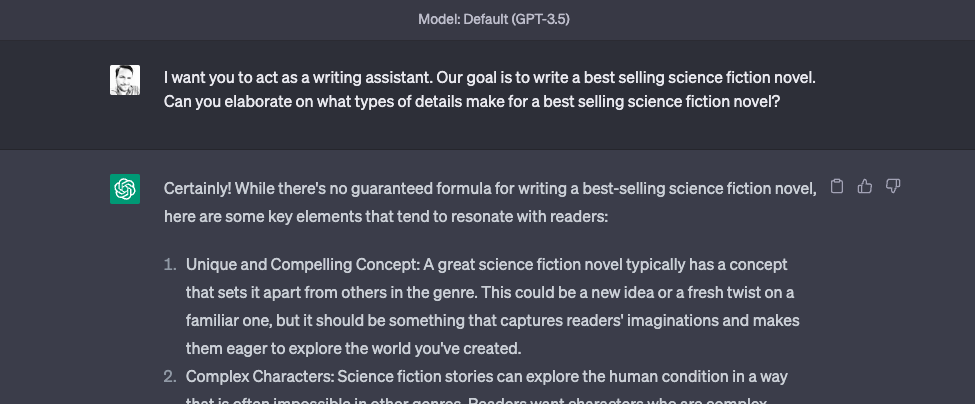 Model: Default (GPT-3.5)
I want you to act as a writing assistant. Our goal is to write a best selling science fiction novel.
Can you elaborate on what types of details make for a best selling science fiction novel?
Certainly! While there's no guaranteed formula for writing a best-selling science fiction novel,
here are some key elements that tend to resonate with readers:
1. Unique and Compelling Concept: A great science fiction novel typically has a concept
that sets it apart from others in the genre. This could be a new idea or a fresh twist on a
familiar one, but it should be something that captures readers' imaginations and makes
them eager to explore the world you've created.
2. Complex Characters: Science fiction stories can explore the human condition in a way
that is often impossible in other genres. Readers want characters who are complex